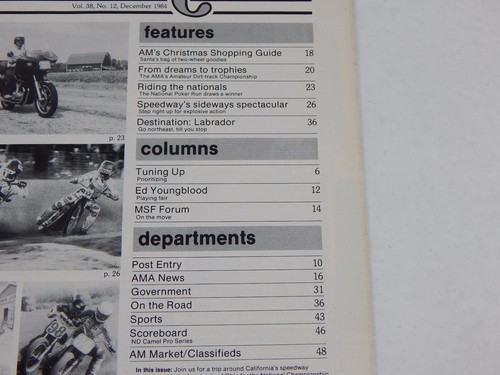 Vol. 38, No. 12, December 1984
features
AM's Christmas Shopping Guide 18
Santa's bag of two-wheel goodies
From dreams to trophies 20
The AMA's Amateur Dirt-track Championship
Riding the nationals 23
The National Poker Run draws a winner
Speedway's sideways spectacular 26
Step right up for explosive action
Destination: Labrador 36
Go northeast, till you stop
columns
Tuning Up 6
Prioritizing
Ed Youngblood 12
Playing fair
MSF Forum 14
On the move
departments
Post Entry 10
AMA News 16
Government 31
On the Road 36
Sports 43
Scoreboard 46
ND Camel Pro Series
AM Market/Classifieds 48
In this issue: Join us for a trip around California's speedway
p. 23
p. 26